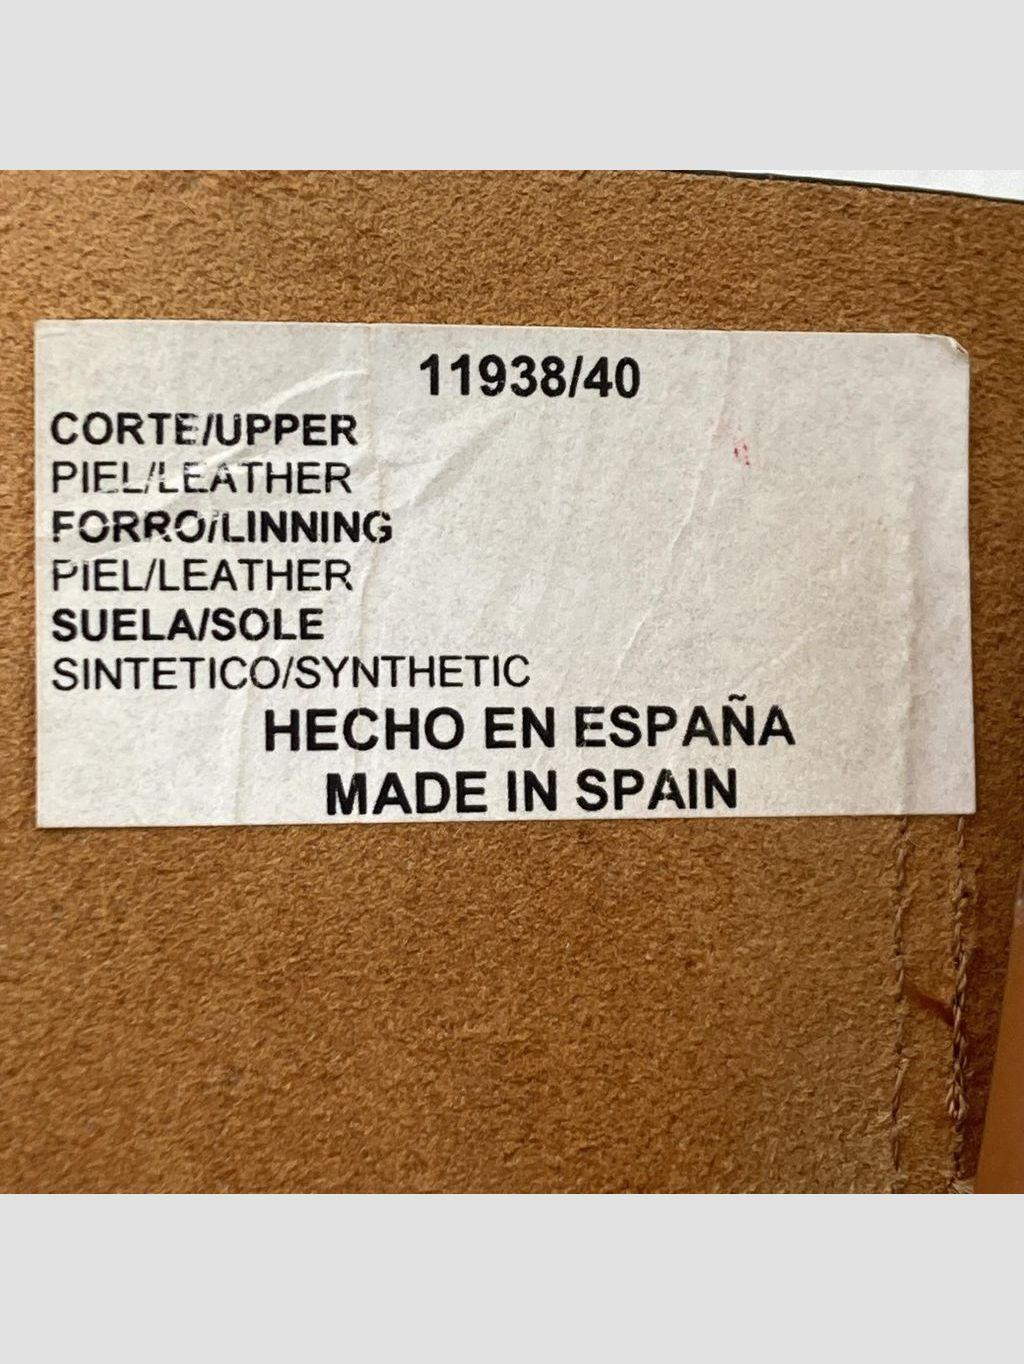 11938/40
CORTE/UPPER
PIEL/LEATHER
FORRO/LINNING
PIEL/LEATHER
SUELA/SOLE
SINTETICO/SYNTHETIC
HECHO EN ESPAÑA
MADE IN SPAIN